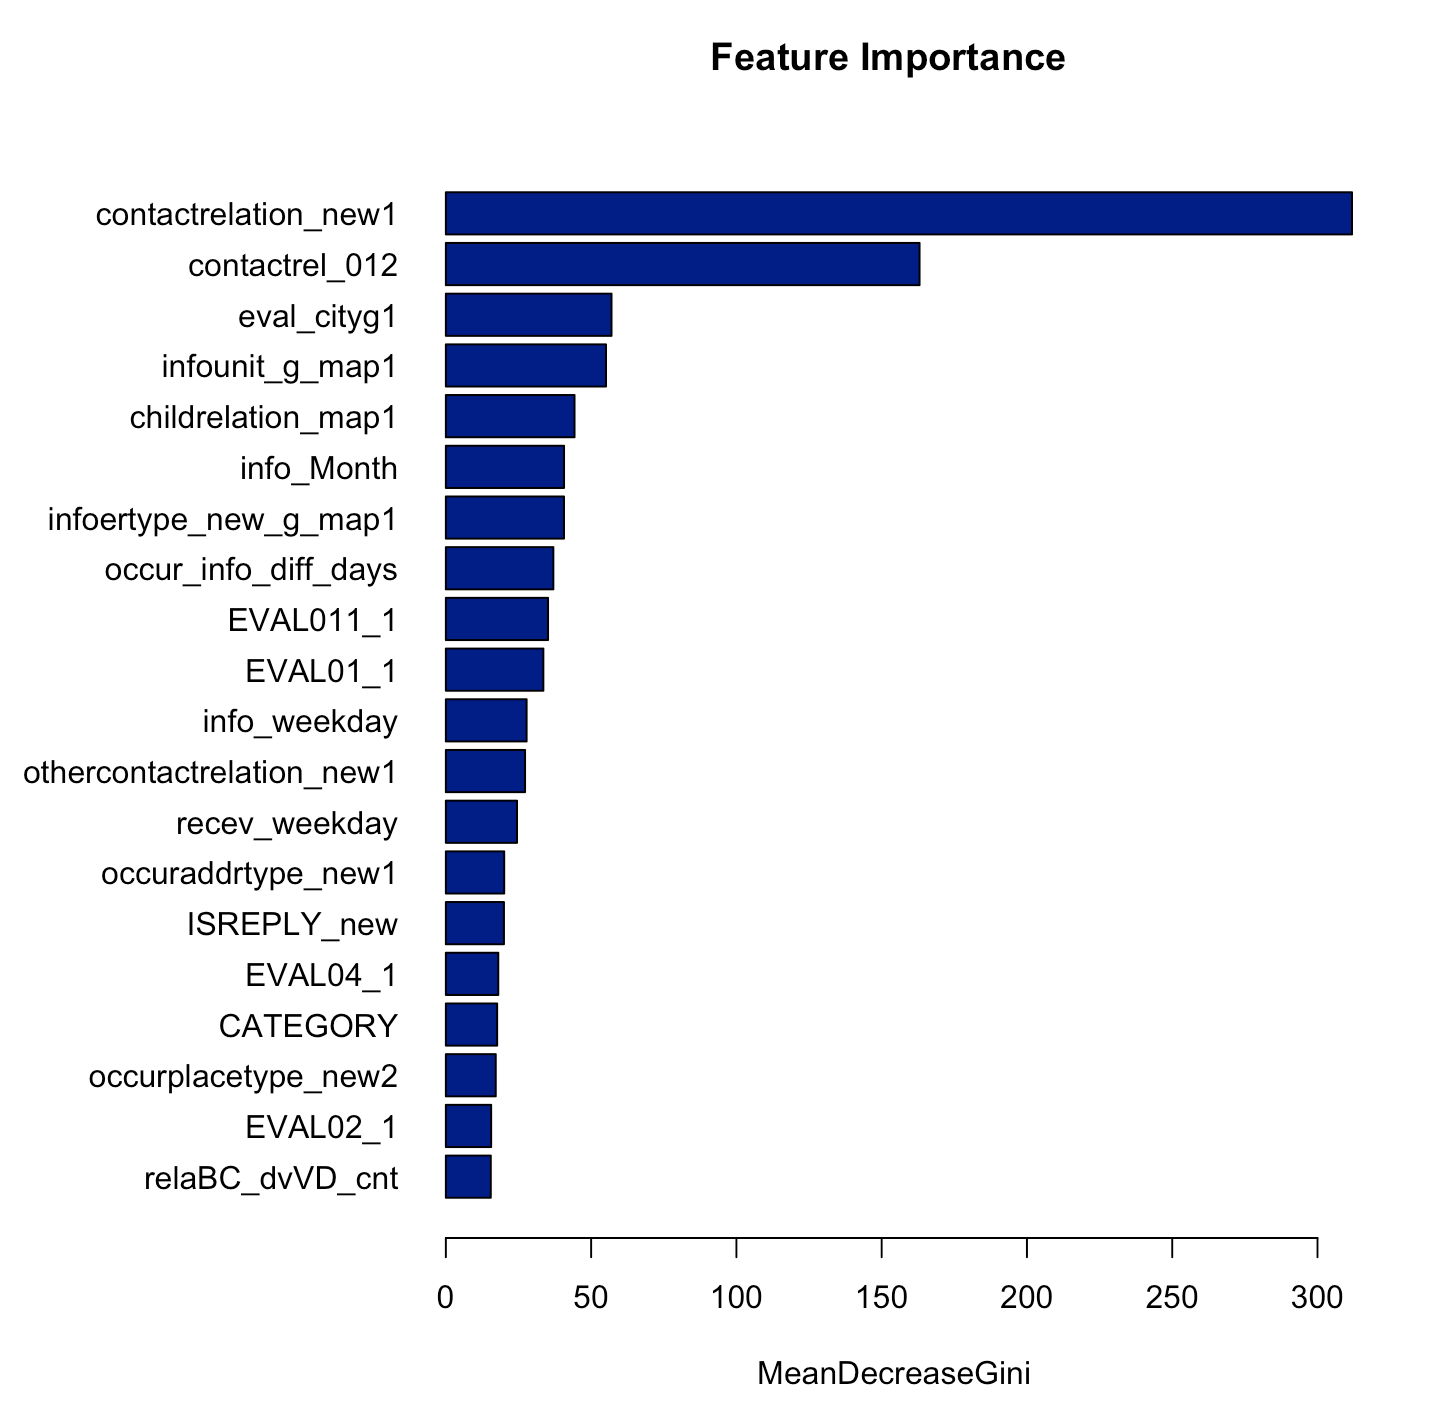 Feature Importance
contactrelation_new1
contactrel_012
eval_cityg1
infounit_g_map1
childrelation_map1
info_Month
infoertype_new_g_map1
occur_info_diff_days
EVAL011_1
EVAL01_1
info_weekday
othercontactrelation_new1
recev_weekday
occuraddrtype_new1
ISREPLY_new
EVAL04_1
CATEGORY
occurplacetype_new2
EVAL02_1
relaBC_dvVD_cnt
0 50 100 150 200 250 300
MeanDecreaseGini